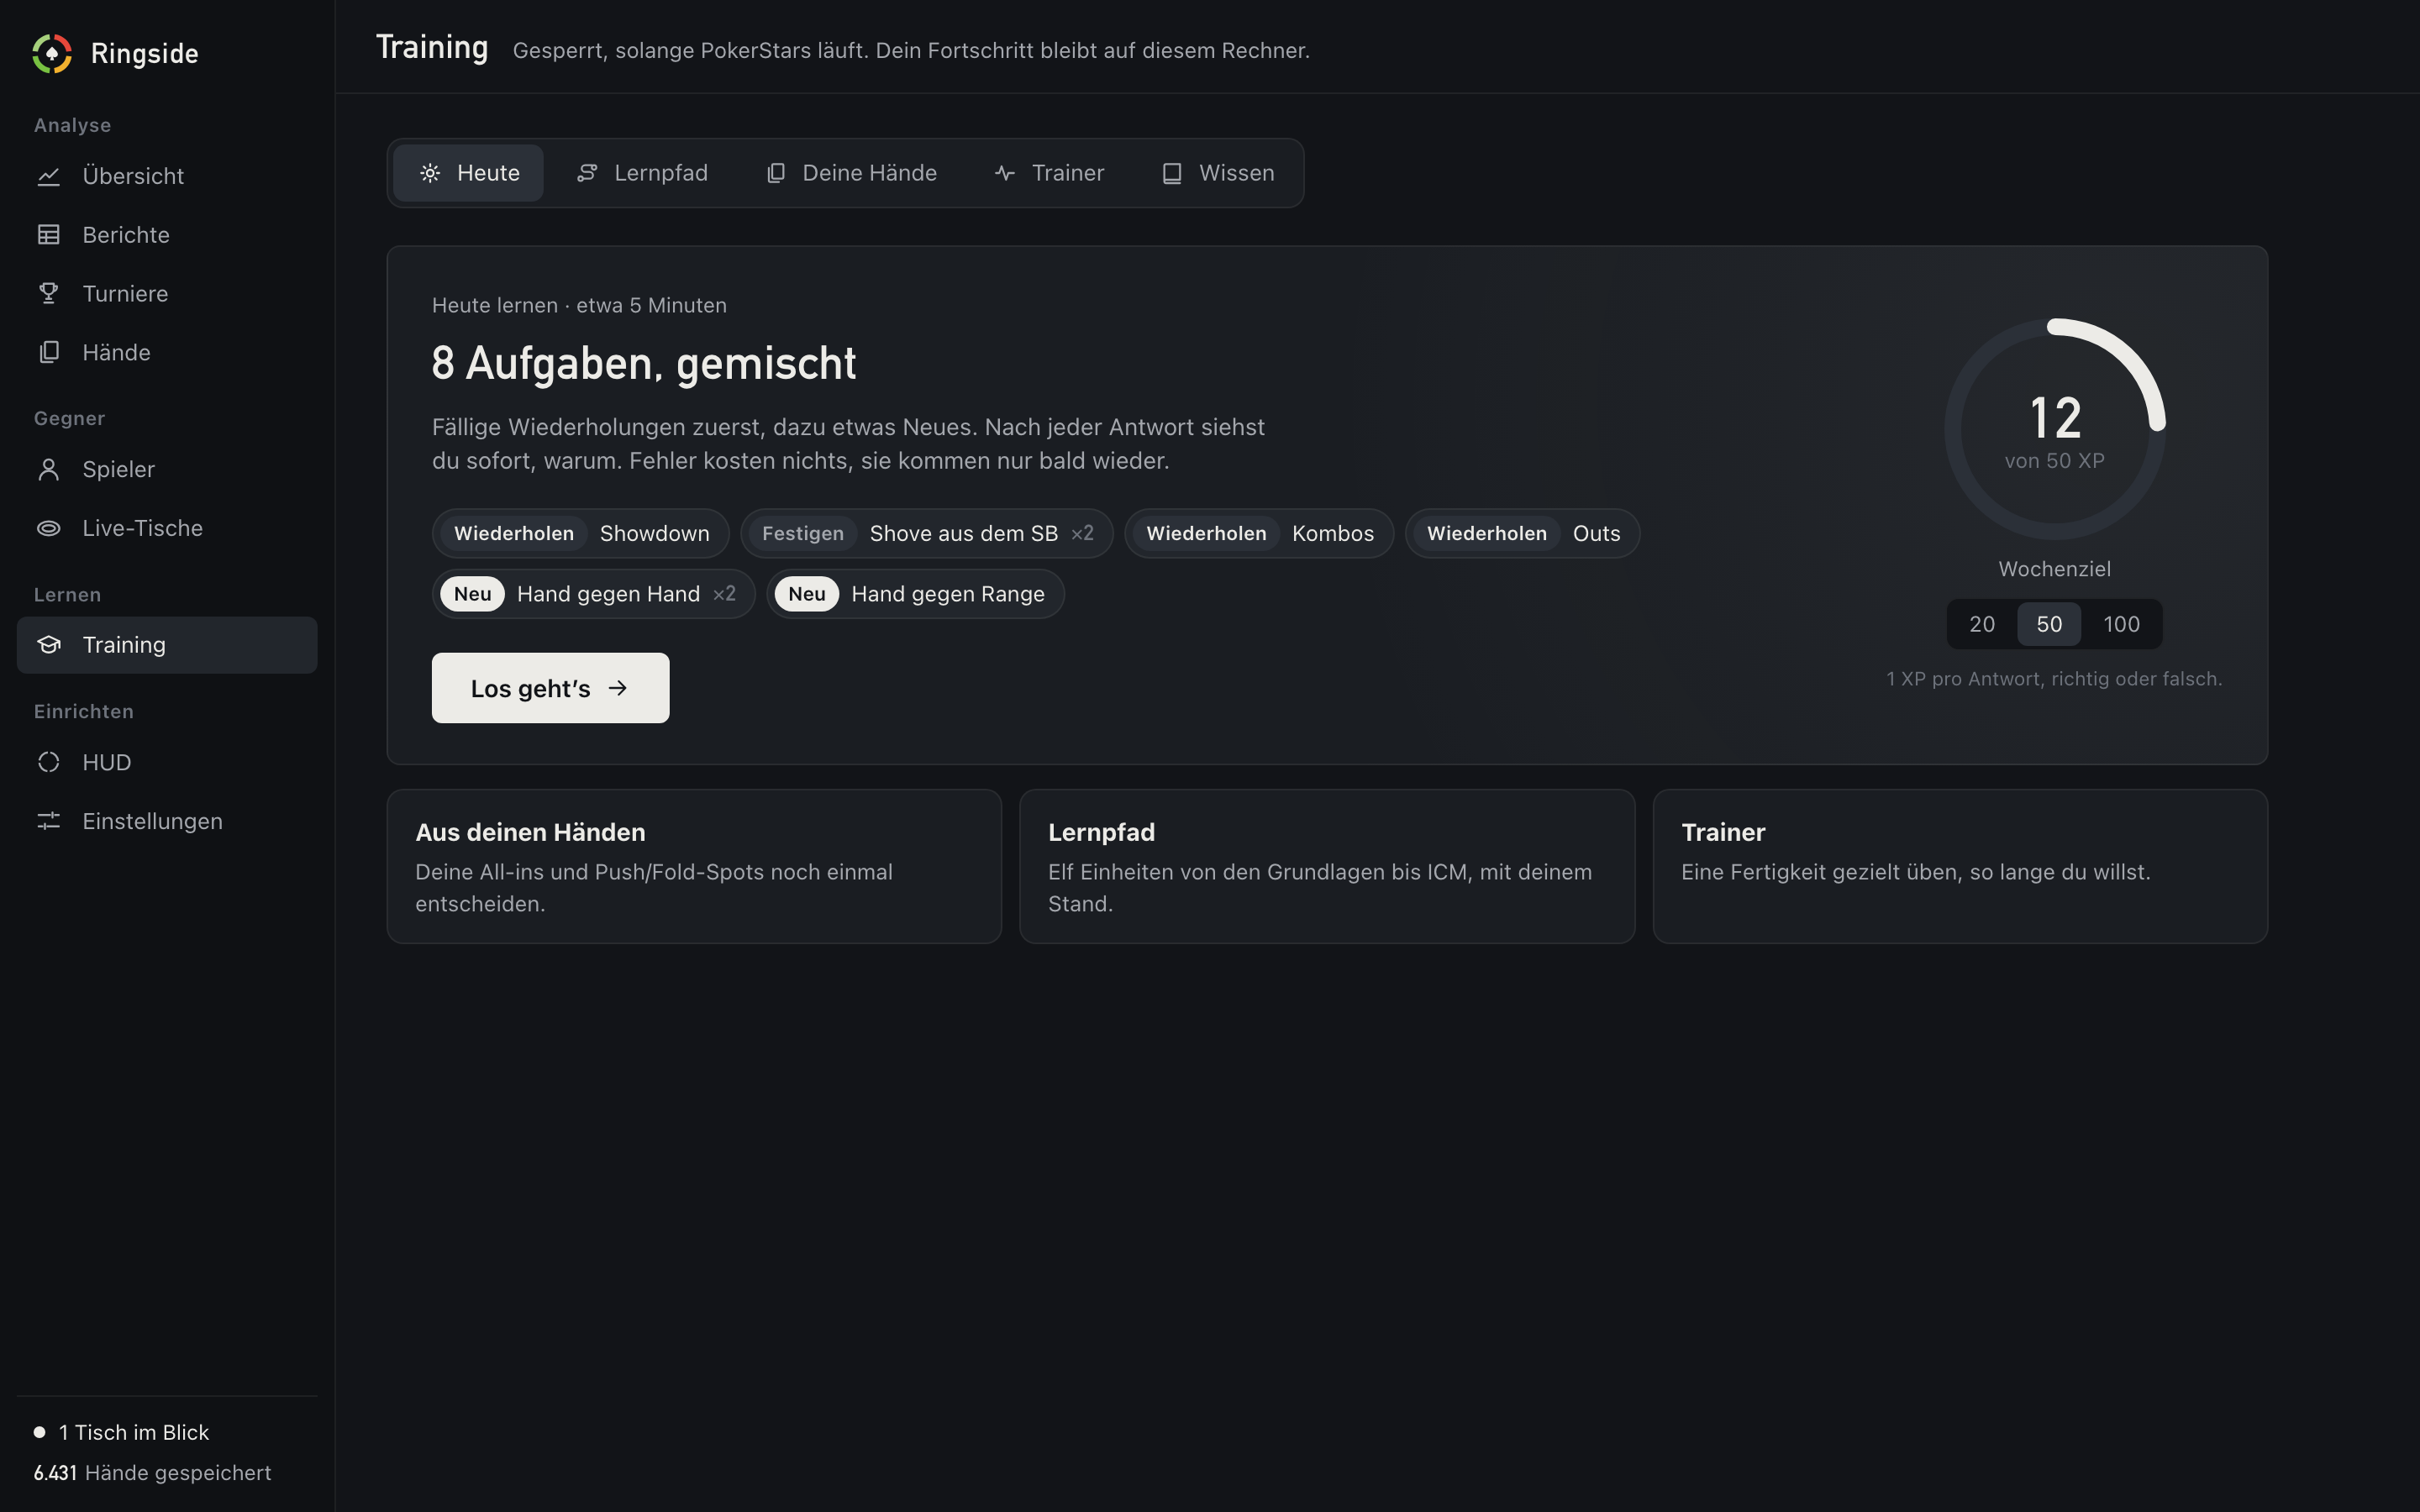 Ringside
Analyse
Übersicht
Berichte
Turniere
Hände
Gegner
Spieler
Live-Tische
Lernen
Training
Einrichten
HUD
Einstellungen
1 Tisch im Blick
6.431 Hände gespeichert
Training Gesperrt, solange PokerStars läuft. Dein Fortschritt bleibt auf diesem Rechner.
Heute Lernpfad Deine Hände Trainer Wissen
Heute lernen · etwa 5 Minuten
8 Aufgaben, gemischt
Fällige Wiederholungen zuerst, dazu etwas Neues. Nach jeder Antwort siehst
du sofort, warum. Fehler kosten nichts, sie kommen nur bald wieder.
Wiederholen Showdown Festigen Shove aus dem SB ×2 Wiederholen Kombos Wiederholen Outs
Neu Hand gegen Hand ×2 Neu Hand gegen Range
Los geht’s →
12
von 50 XP
Wochenziel
20 50 100
1 XP pro Antwort, richtig oder falsch.
Aus deinen Händen
Deine All-ins und Push/Fold-Spots noch einmal
entscheiden.
Lernpfad
Elf Einheiten von den Grundlagen bis ICM, mit deinem
Stand.
Trainer
Eine Fertigkeit gezielt üben, so lange du willst.